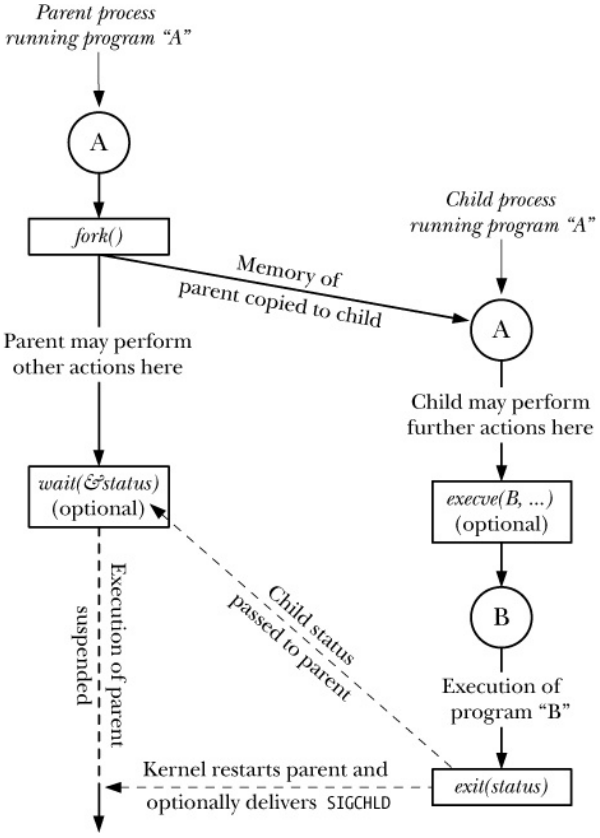 Parent process
running program “A”
A
fork()
Child process
running program “A”
Memory of
parent copied to child
A
Parent may perform
other actions here
Child may perform
further actions here
wait(&status)
(optional)
execve(B, ...)
(optional)
Execution of parent
suspended
Child status
passed to parent
B
Execution of
program “B”
Kernel restarts parent and
optionally delivers SIGCHLD
exit(status)